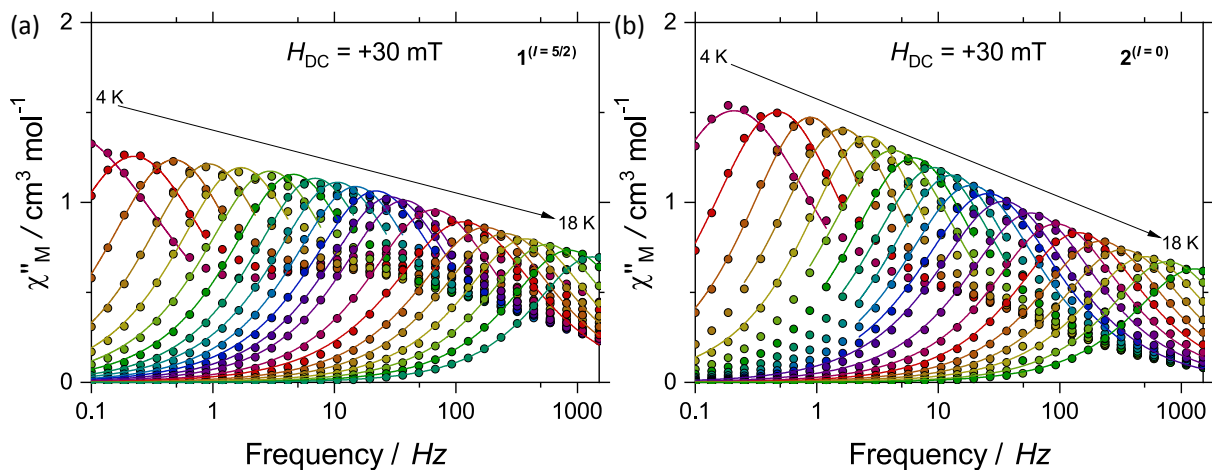 (a)
H_DC = +30 mT
1^(I = 5/2)
4 K
18 K
χ''_M / cm³ mol⁻¹
2
1
0
0.1 1 10 100 1000
Frequency / Hz
(b)
H_DC = +30 mT
2^(I = 0)
4 K
18 K
χ''_M / cm³ mol⁻¹
2
1
0
0.1 1 10 100 1000
Frequency / Hz